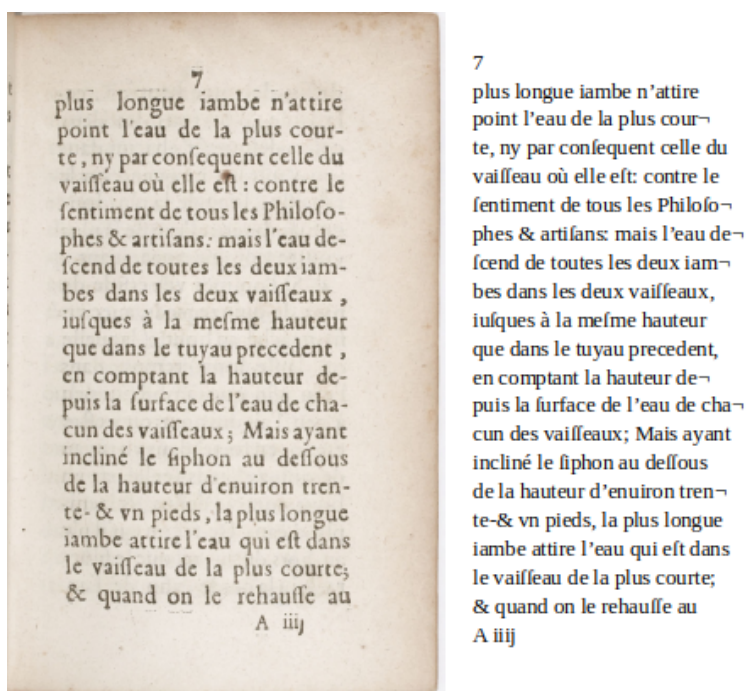 7
plus longue iambe n'attire
point l'eau de la plus cour-
te, ny par conſequent celle du
vaiſſeau où elle eſt : contre le
ſentiment de tous les Philoſo-
phes & artiſans: mais l'eau de-
ſcend de toutes les deux iam-
bes dans les deux vaiſſeaux ,
iuſques à la meſme hauteur
que dans le tuyau precedent ,
en comptant la hauteur de-
puis la ſurface de l'eau de cha-
cun des vaiſſeaux ; Mais ayant
incliné le ſiphon au deſſous
de la hauteur d'enuiron tren-
te- & vn pieds , la plus longue
iambe attire l'eau qui eſt dans
le vaiſſeau de la plus courte;
& quand on le rehauſſe au
A iiij
7
plus longue iambe n’attire
point l’eau de la plus cour¬
te, ny par conſequent celle du
vaiſſeau où elle eſt: contre le
ſentiment de tous les Philoſo¬
phes & artiſans: mais l’eau de¬
ſcend de toutes les deux iam¬
bes dans les deux vaiſſeaux,
iuſques à la meſme hauteur
que dans le tuyau precedent,
en comptant la hauteur de¬
puis la ſurface de l’eau de cha¬
cun des vaiſſeaux; Mais ayant
incliné le ſiphon au deſſous
de la hauteur d’enuiron tren¬
te-& vn pieds, la plus longue
iambe attire l’eau qui eſt dans
le vaiſſeau de la plus courte;
& quand on le rehauſſe au
A iiij